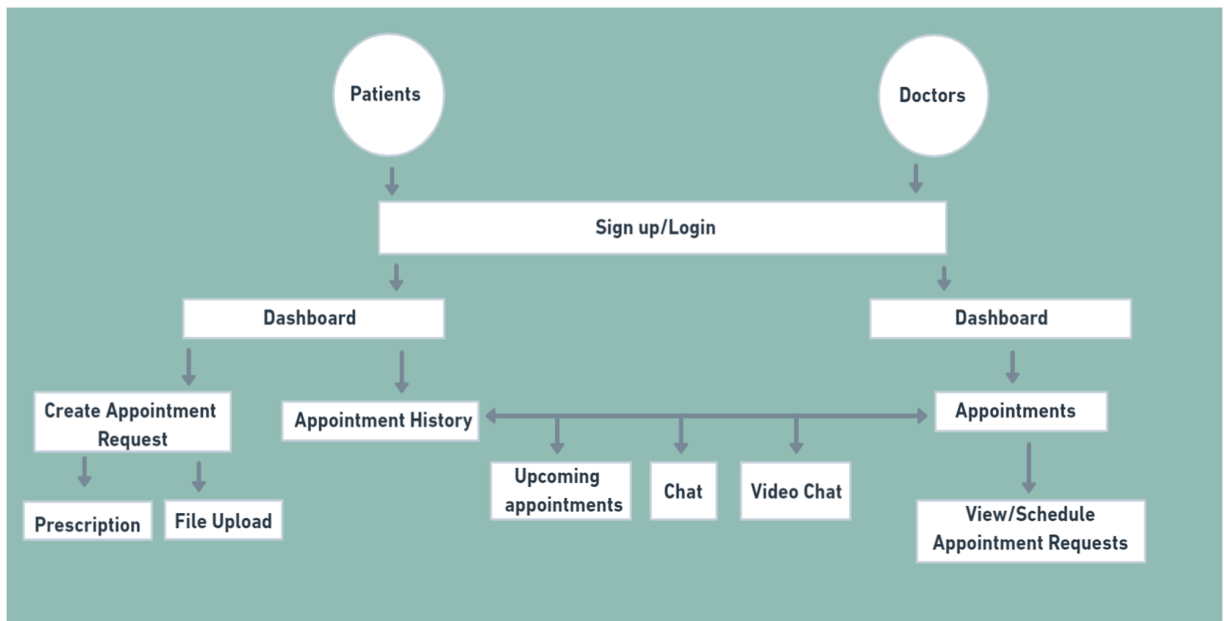 Patients
Doctors
Sign up/Login
Dashboard
Dashboard
Create Appointment
Request
Appointment History
Appointments
Upcoming
appointments
Chat
Video Chat
Prescription
File Upload
View/Schedule
Appointment Requests